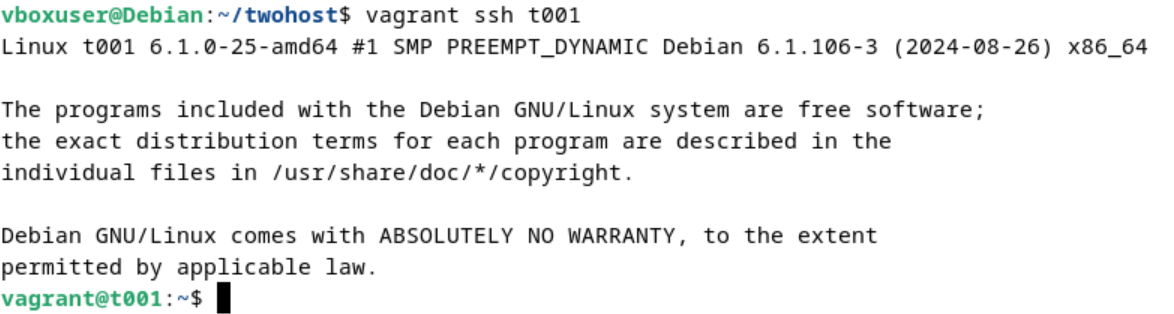 vboxuser@Debian:~/twohost$ vagrant ssh t001
Linux t001 6.1.0-25-amd64 #1 SMP PREEMPT_DYNAMIC Debian 6.1.106-3 (2024-08-26) x86_64
The programs included with the Debian GNU/Linux system are free software;
the exact distribution terms for each program are described in the
individual files in /usr/share/doc/*/copyright.
Debian GNU/Linux comes with ABSOLUTELY NO WARRANTY, to the extent
permitted by applicable law.
vagrant@t001:~$